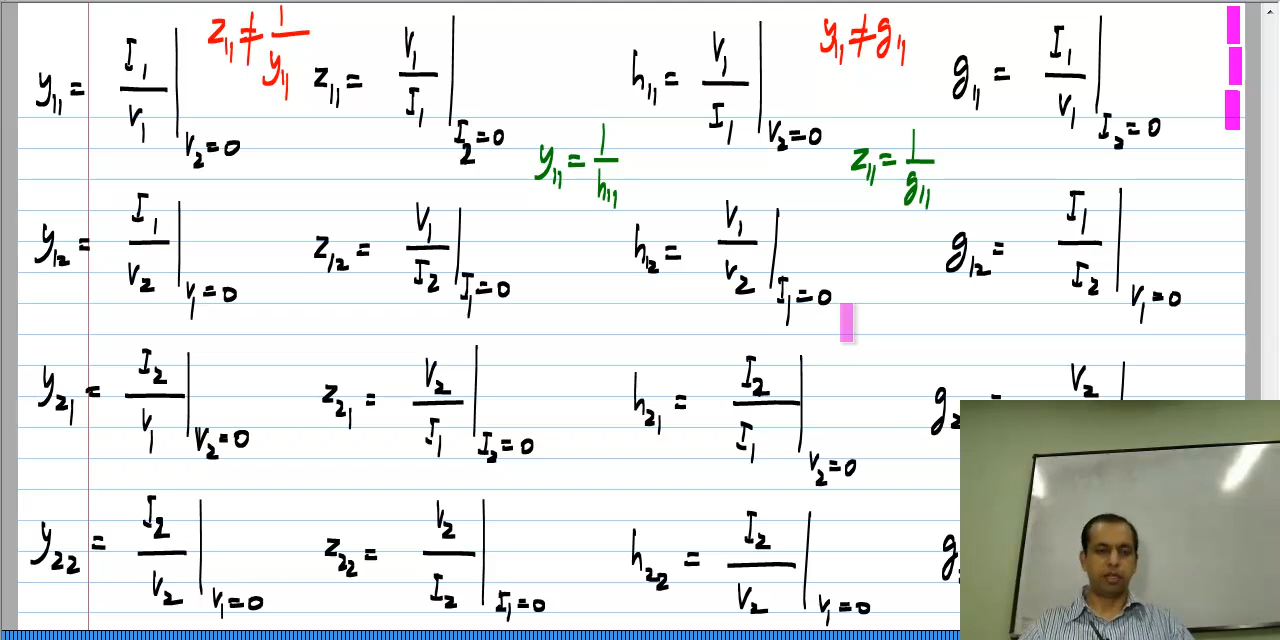 y₁₁ = I₁/V₁ |V₂=0 z₁₁ ≠ 1/y₁₁ z₁₁ = V₁/I₁ |I₂=0 h₁₁ = V₁/I₁ |V₂=0 y₁₁ ≠ g₁₁ g₁₁ = I₁/V₁ |I₂=0
y₁₁ = 1/h₁₁ z₁₁ = 1/g₁₁
y₁₂ = I₁/V₂ |V₁=0 z₁₂ = V₁/I₂ |I₁=0 h₁₂ = V₁/V₂ |I₁=0 g₁₂ = I₁/I₂ |V₁=0
y₂₁ = I₂/V₁ |V₂=0 z₂₁ = V₂/I₁ |I₂=0 h₂₁ = I₂/I₁ |V₂=0 g₂ = V₂
y₂₂ = I₂/V₂ |V₁=0 z₂₂ = V₂/I₂ |I₁=0 h₂₂ = I₂/V₂ |V₁=0 g